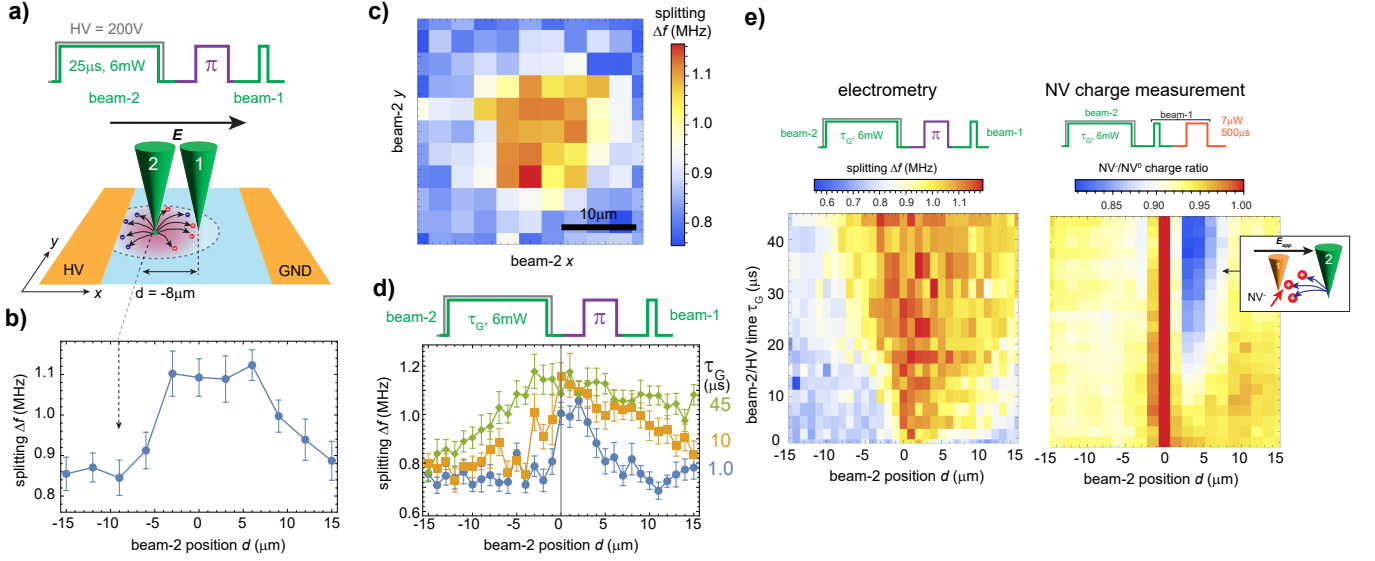 a)
HV = 200V
25μs, 6mW
π
beam-2
beam-1
E
2
1
y
HV
GND
x
d = -8μm
b)
splitting Δf (MHz)
1.1
1.0
0.9
0.8
-15
-10
-5
0
5
10
15
beam-2 position d (μm)
c)
splitting
Δf (MHz)
1.1
1.0
0.9
0.8
beam-2 y
10μm
beam-2 x
d)
beam-2
τG, 6mW
π
beam-1
splitting Δf (MHz)
1.2
1.0
0.8
0.6
τG
(μs)
45
10
1.0
-15
-10
-5
0
5
10
15
beam-2 position d (μm)
e)
electrometry
beam-2
τG, 6mW
π
beam-1
splitting Δf (MHz)
0.6 0.7 0.8 0.9 1.0 1.1
beam-2/HV time τG (μs)
40
30
20
10
0
-15
-10
-5
0
5
10
15
beam-2 position d (μm)
NV charge measurement
beam-2
beam-1
τG, 6mW
7μW
500μs
NV-/NV0 charge ratio
0.85
0.90
0.95
1.00
Eapp
1
2
NV-
-15
-10
-5
0
5
10
15
beam-2 position d (μm)